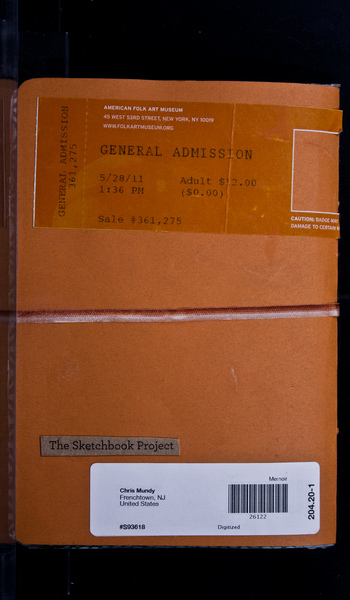 AMERICAN FOLK ART MUSEUM
45 WEST 53RD STREET, NEW YORK, NY 10019
WWW.FOLKARTMUSEUM.ORG
GENERAL ADMISSION
361,275
GENERAL ADMISSION
5/28/11 Adult $12.00
1:36 PM ($0.00)
Sale #361,275
CAUTION: BADGE MAY
DAMAGE TO CERTAIN
The Sketchbook Project
Memoir
Chris Mundy
Frenchtown, NJ
United States
26122
#S93618 Digitized
204.20-1